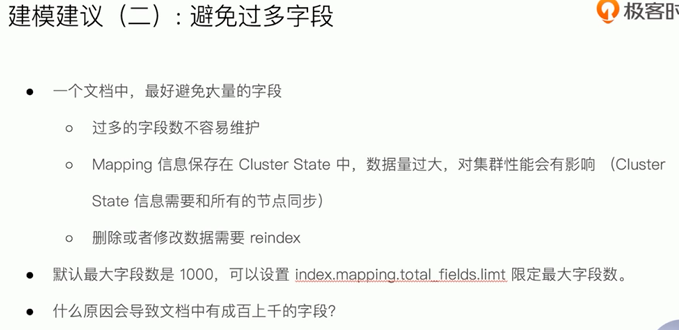 建模建议（二）: 避免过多字段
极客时
● 一个文档中，最好避免大量的字段
○ 过多的字段数不容易维护
○ Mapping 信息保存在 Cluster State 中，数据量过大，对集群性能会有影响 （Cluster
State 信息需要和所有的节点同步）
○ 删除或者修改数据需要 reindex
● 默认最大字段数是 1000，可以设置 index.mapping.total_fields.limt 限定最大字段数。
● 什么原因会导致文档中有成百上千的字段？